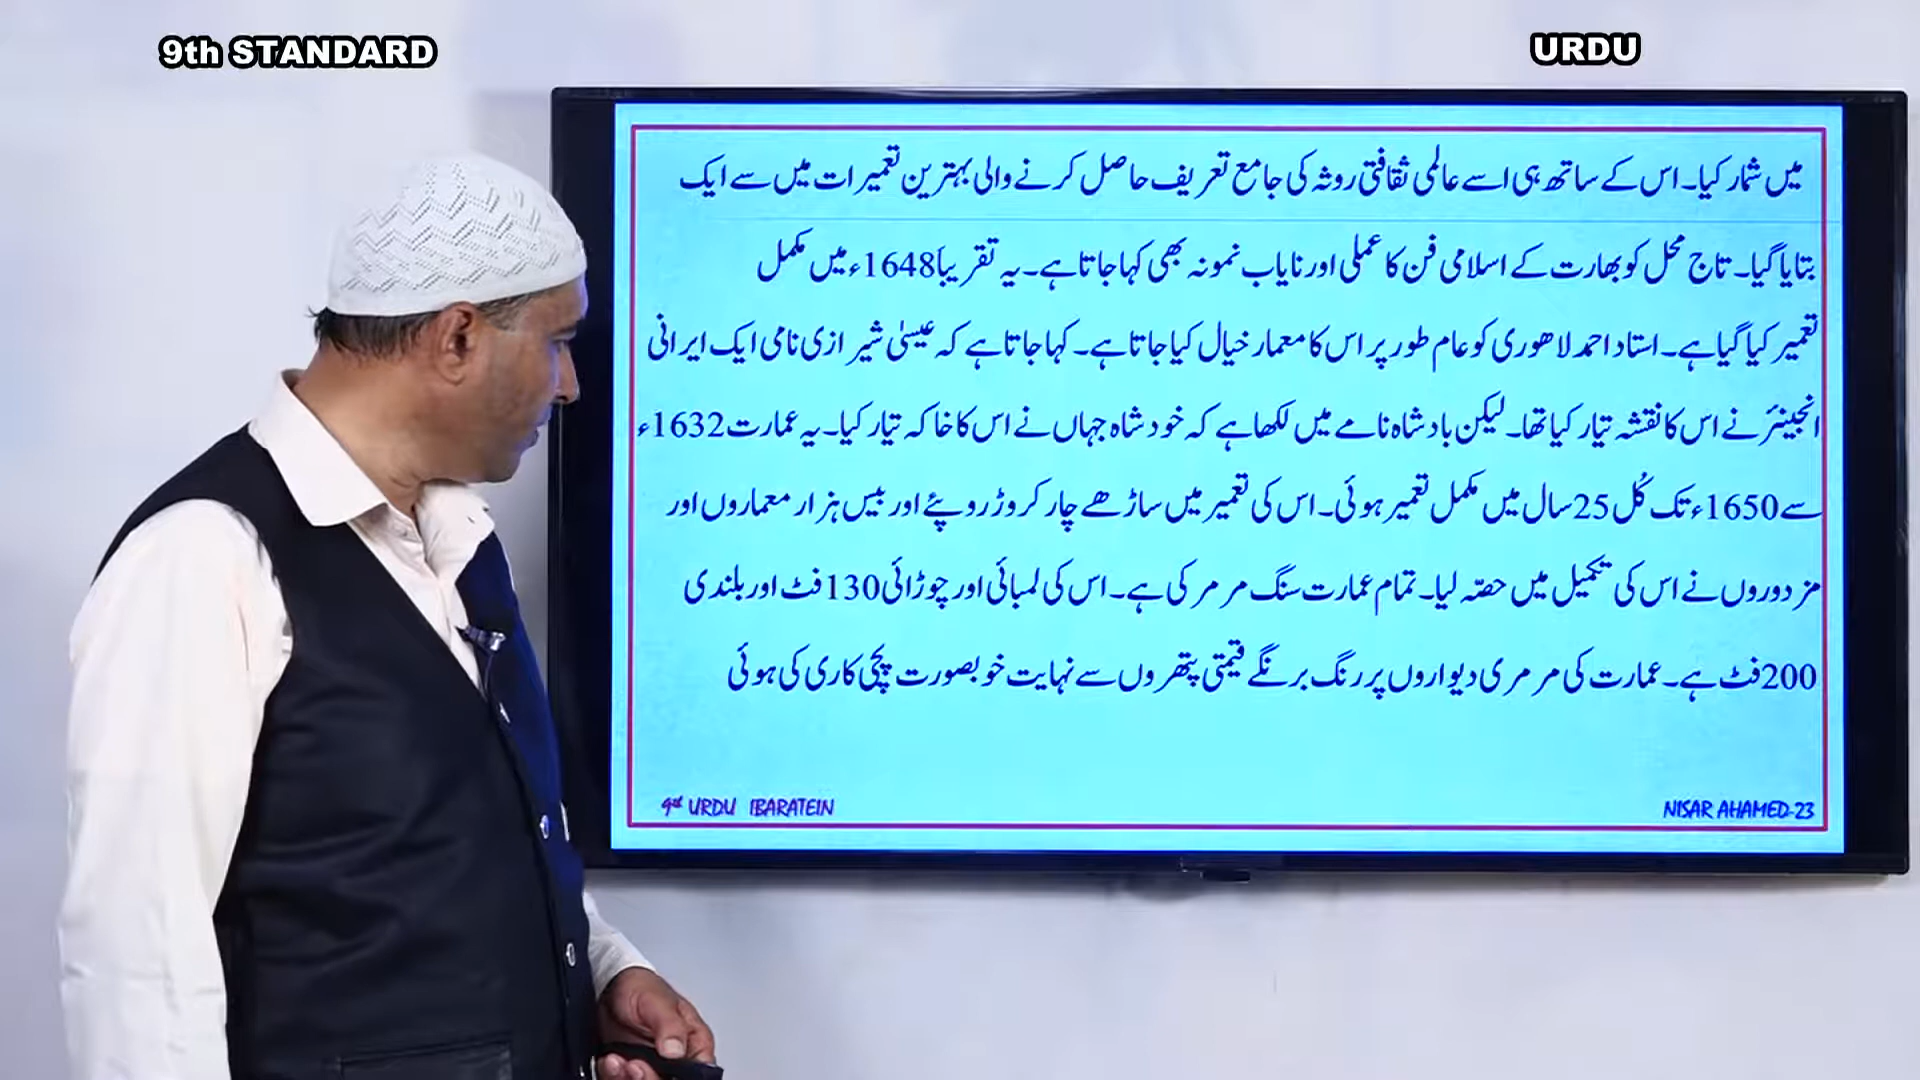 9th STANDARD
URDU
میں شمار کیا۔ اس کے ساتھ ہی اسے عالمی ثقافتی روثہ کی جامع تعریف حاصل کرنے والی بہترین تعمیرات میں سے ایک
بتایا گیا۔ تاج محل کو بھارت کے اسلامی فن کا عملی اور نایاب نمونہ بھی کہا جاتا ہے۔ یہ تقریباً 1648ء میں مکمل
تعمیر کیا گیا ہے۔ استاد احمد لاھوری کو عام طور پر اس کا معمار خیال کیا جاتا ہے۔ کہا جاتا ہے کہ عیسیٰ شیرازی نامی ایک ایرانی
انجینئر نے اس کا نقشہ تیار کیا تھا۔ لیکن بادشاہ نامے میں لکھا ہے کہ خود شاہ جہاں نے اس کا خاکہ تیار کیا۔ یہ عمارت 1632ء
سے 1650ء تک کُل 25 سال میں مکمل تعمیر ہوئی۔ اس کی تعمیر میں ساڑھے چار کروڑ روپئے اور بیس ہزار معماروں اور
مزدوروں نے اس کی تکمیل میں حصّہ لیا۔ تمام عمارت سنگ مرمر کی ہے۔ اس کی لمبائی اور چوڑائی 130 فٹ اور بلندی
200 فٹ ہے۔ عمارت کی مرمری دیواروں پر رنگ برنگے قیمتی پتھروں سے نہایت خوبصورت پچی کاری کی ہوئی
9th URDU IBARATEIN
NISAR AHAMED-23